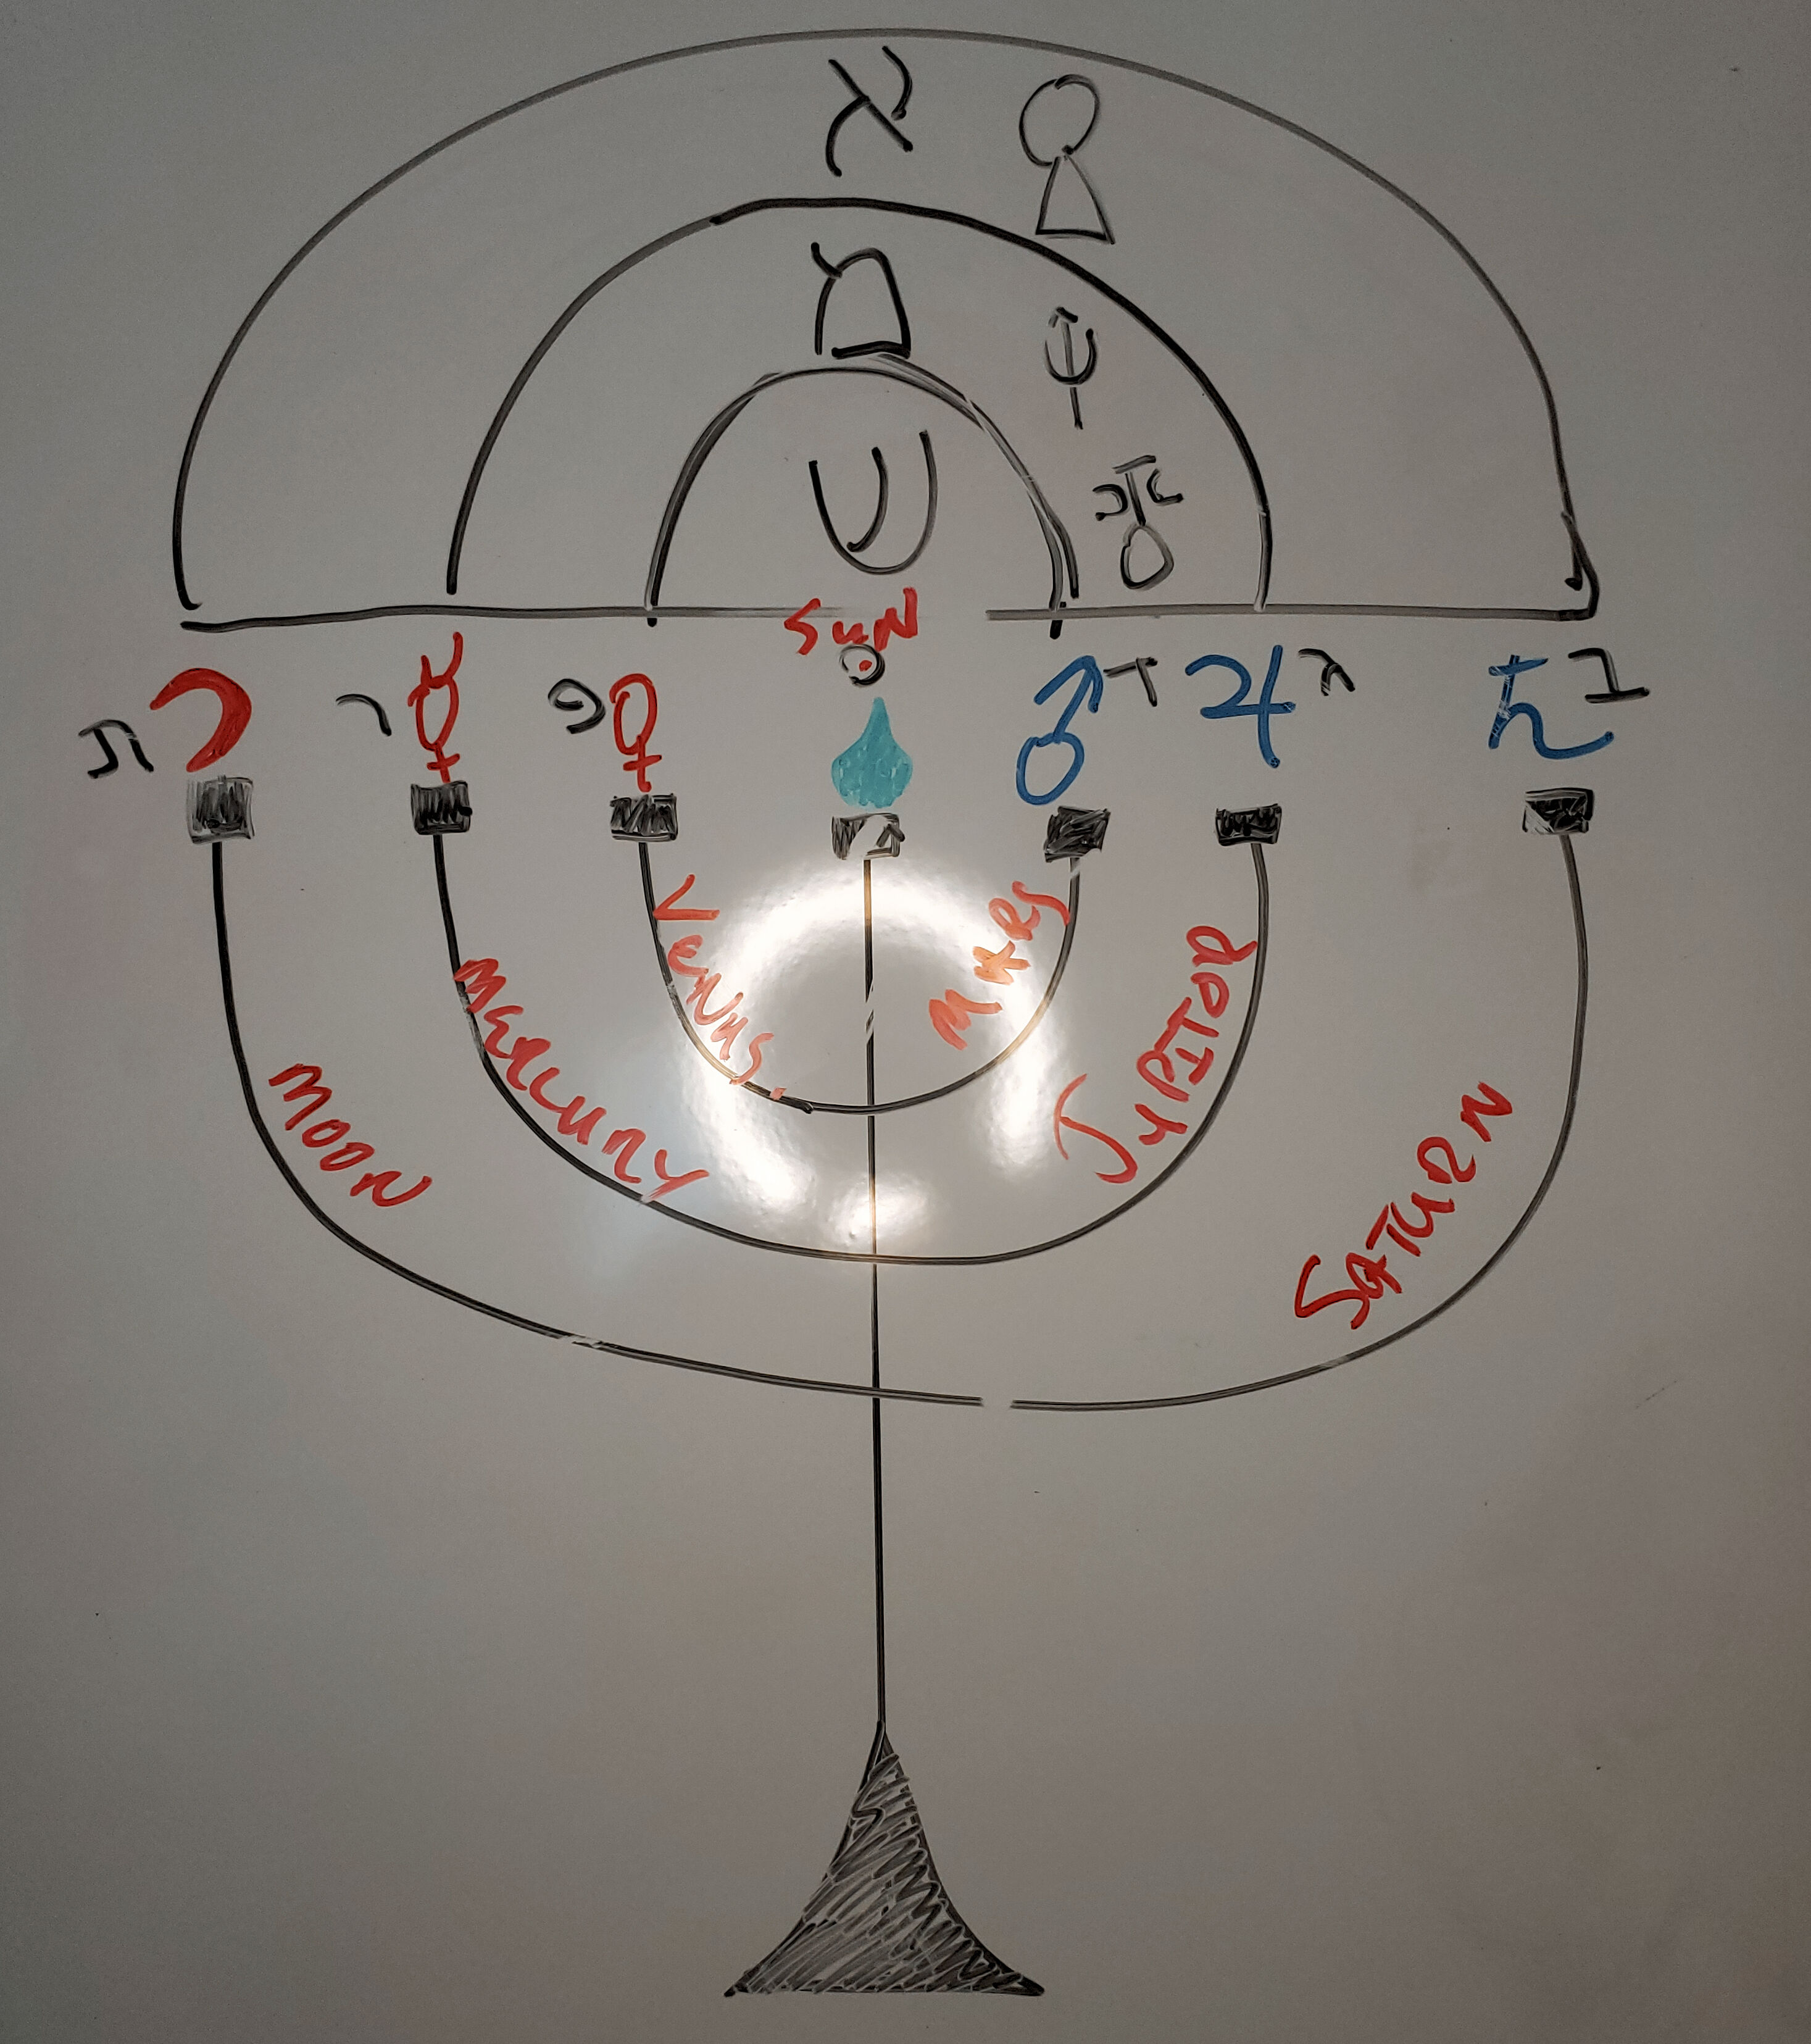 א
מ
ש
SuN
ת ☽ ר ☿ פ ♀ ☉ ♂ ד ♃ ג ♄ ב
VeNus.
MARS
MERCURY
JuPITOR
MOON
SATURN